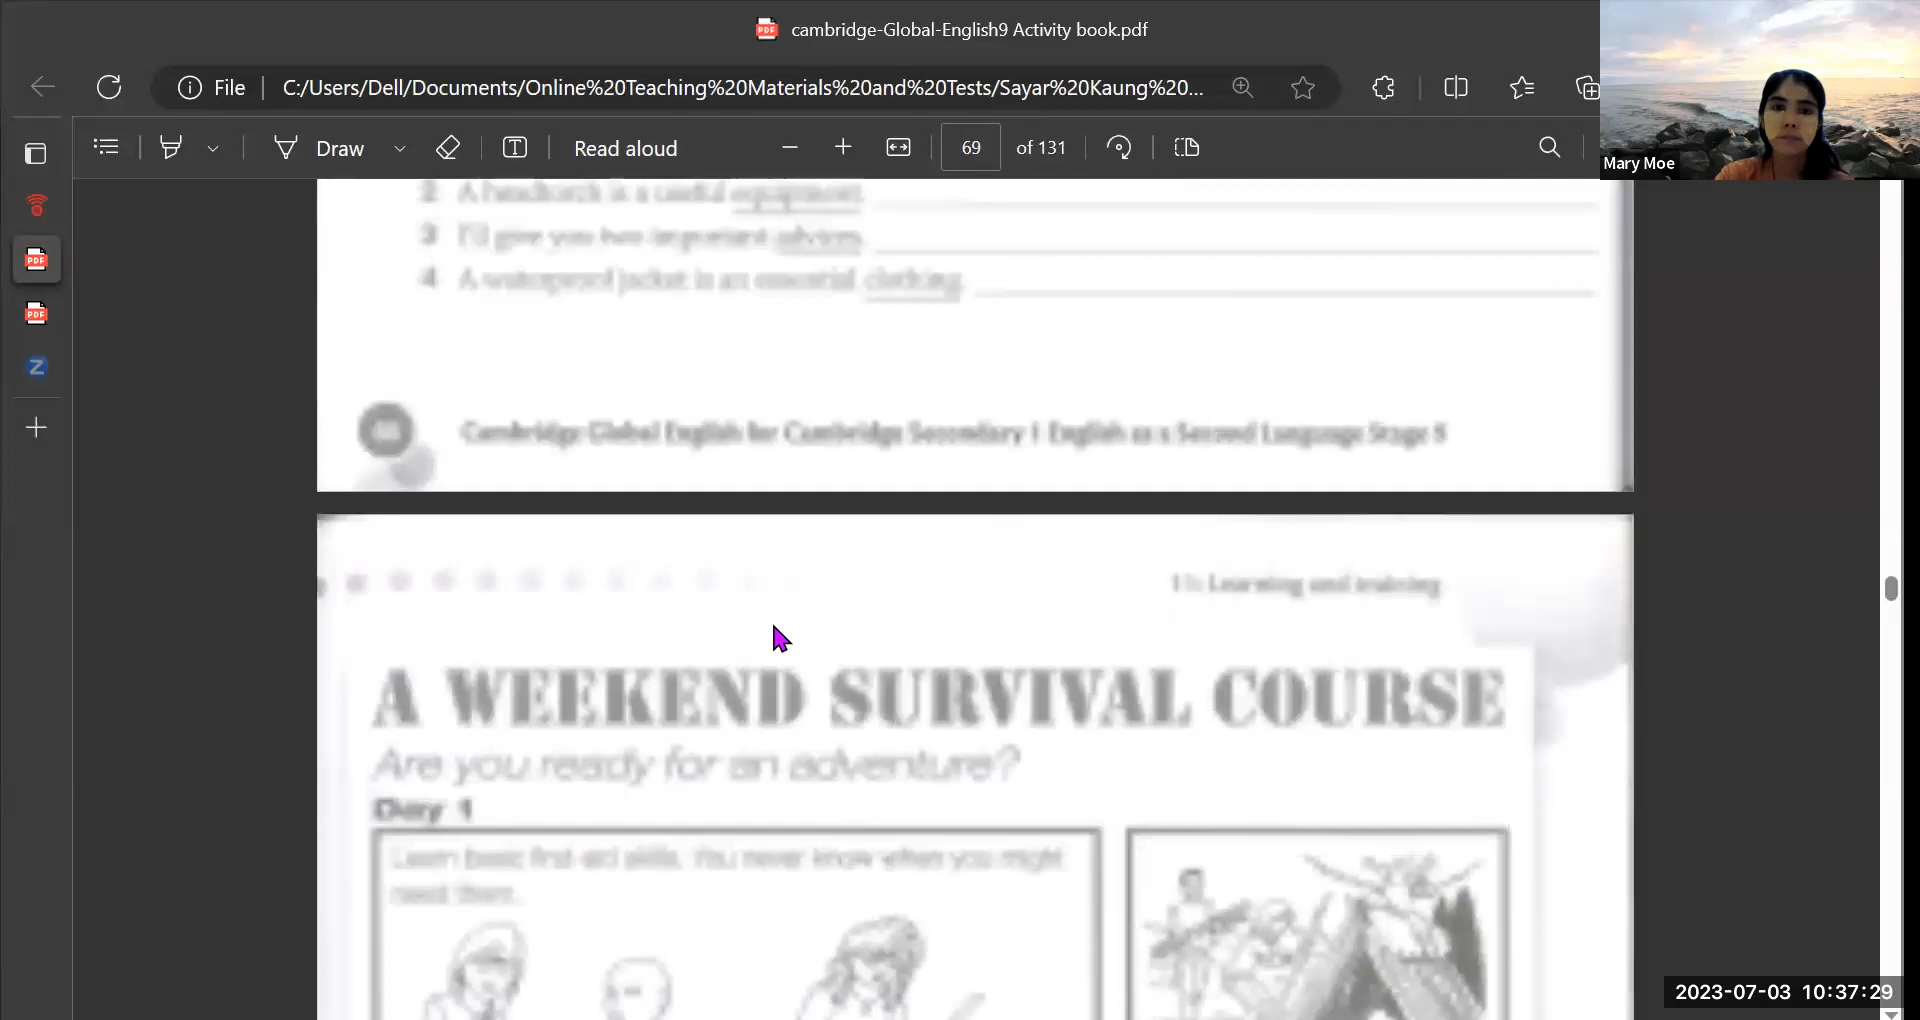 cambridge-Global-English9 Activity book.pdf
File
C:/Users/Dell/Documents/Online%20Teaching%20Materials%20and%20Tests/Sayar%20Kaung%20...
Draw
Read aloud
69 of 131
Mary Moe
2 A headtorch is a useful equipment.
3 I'll give you two important advices.
4 A waterproof jacket is an essential clothing.
Cambridge Global English for Cambridge Secondary 1 English as a Second Language Stage 9
Learning and training
A WEEKEND SURVIVAL COURSE
Are you ready for an adventure?
Day 1
Learn basic first-aid skills. You never know when you might
need them.
2023-07-03 10:37:29